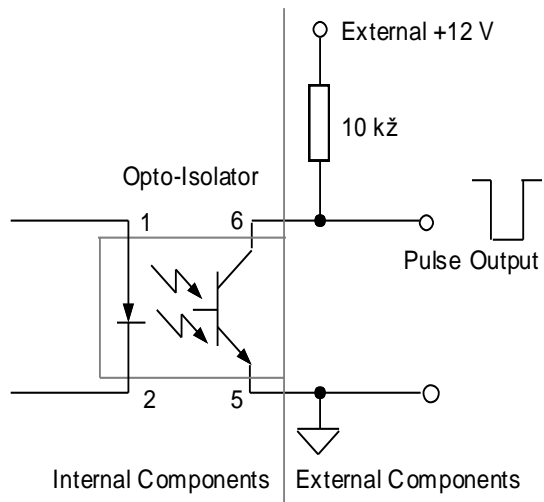 External +12 V
10 kž
Opto-Isolator
1
6
Pulse Output
2
5
Internal Components
External Components